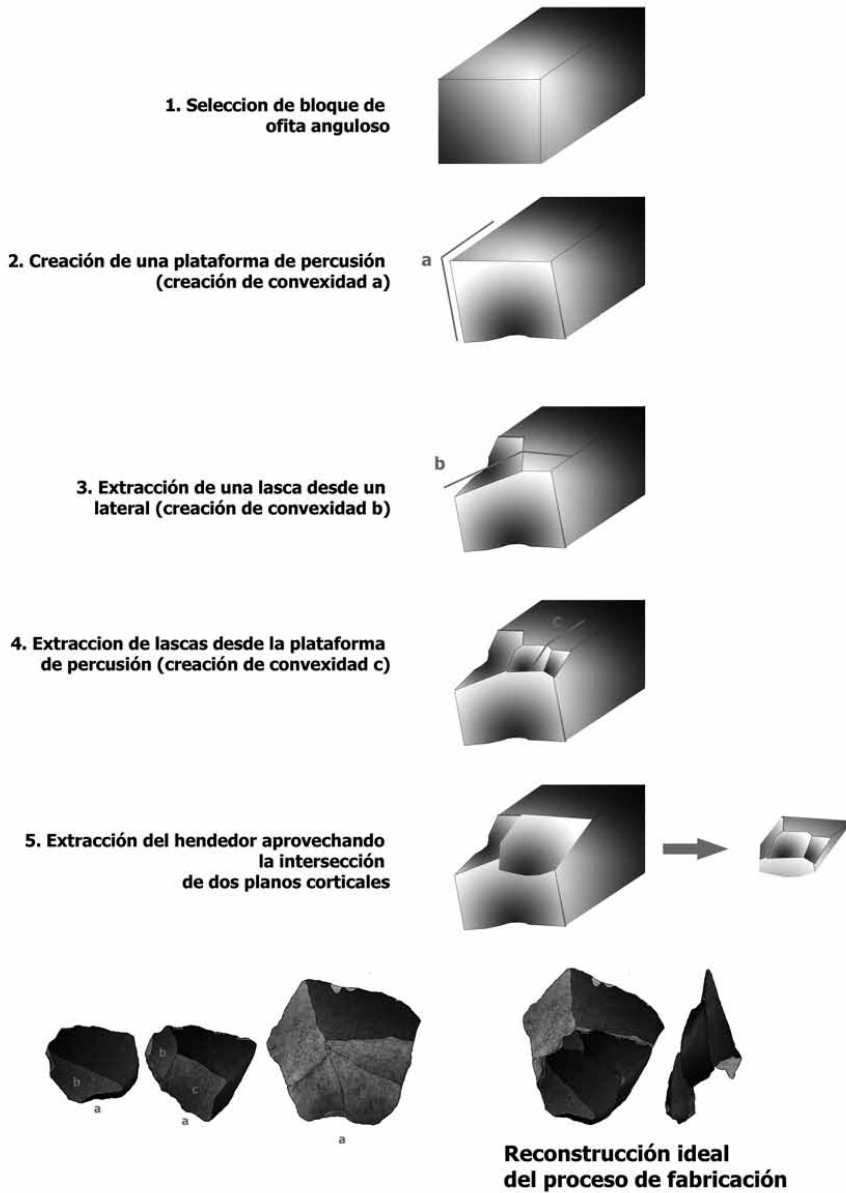 1. Seleccion de bloque de
ofita anguloso
2. Creación de una plataforma de percusión
(creación de convexidad a)
a
3. Extracción de una lasca desde un
lateral (creación de convexidad b)
b
4. Extraccion de lascas desde la plataforma
de percusión (creación de convexidad c)
c
5. Extracción del hendedor aprovechando
la intersección
de dos planos corticales
b
a
b
c
a
a
Reconstrucción ideal
del proceso de fabricación